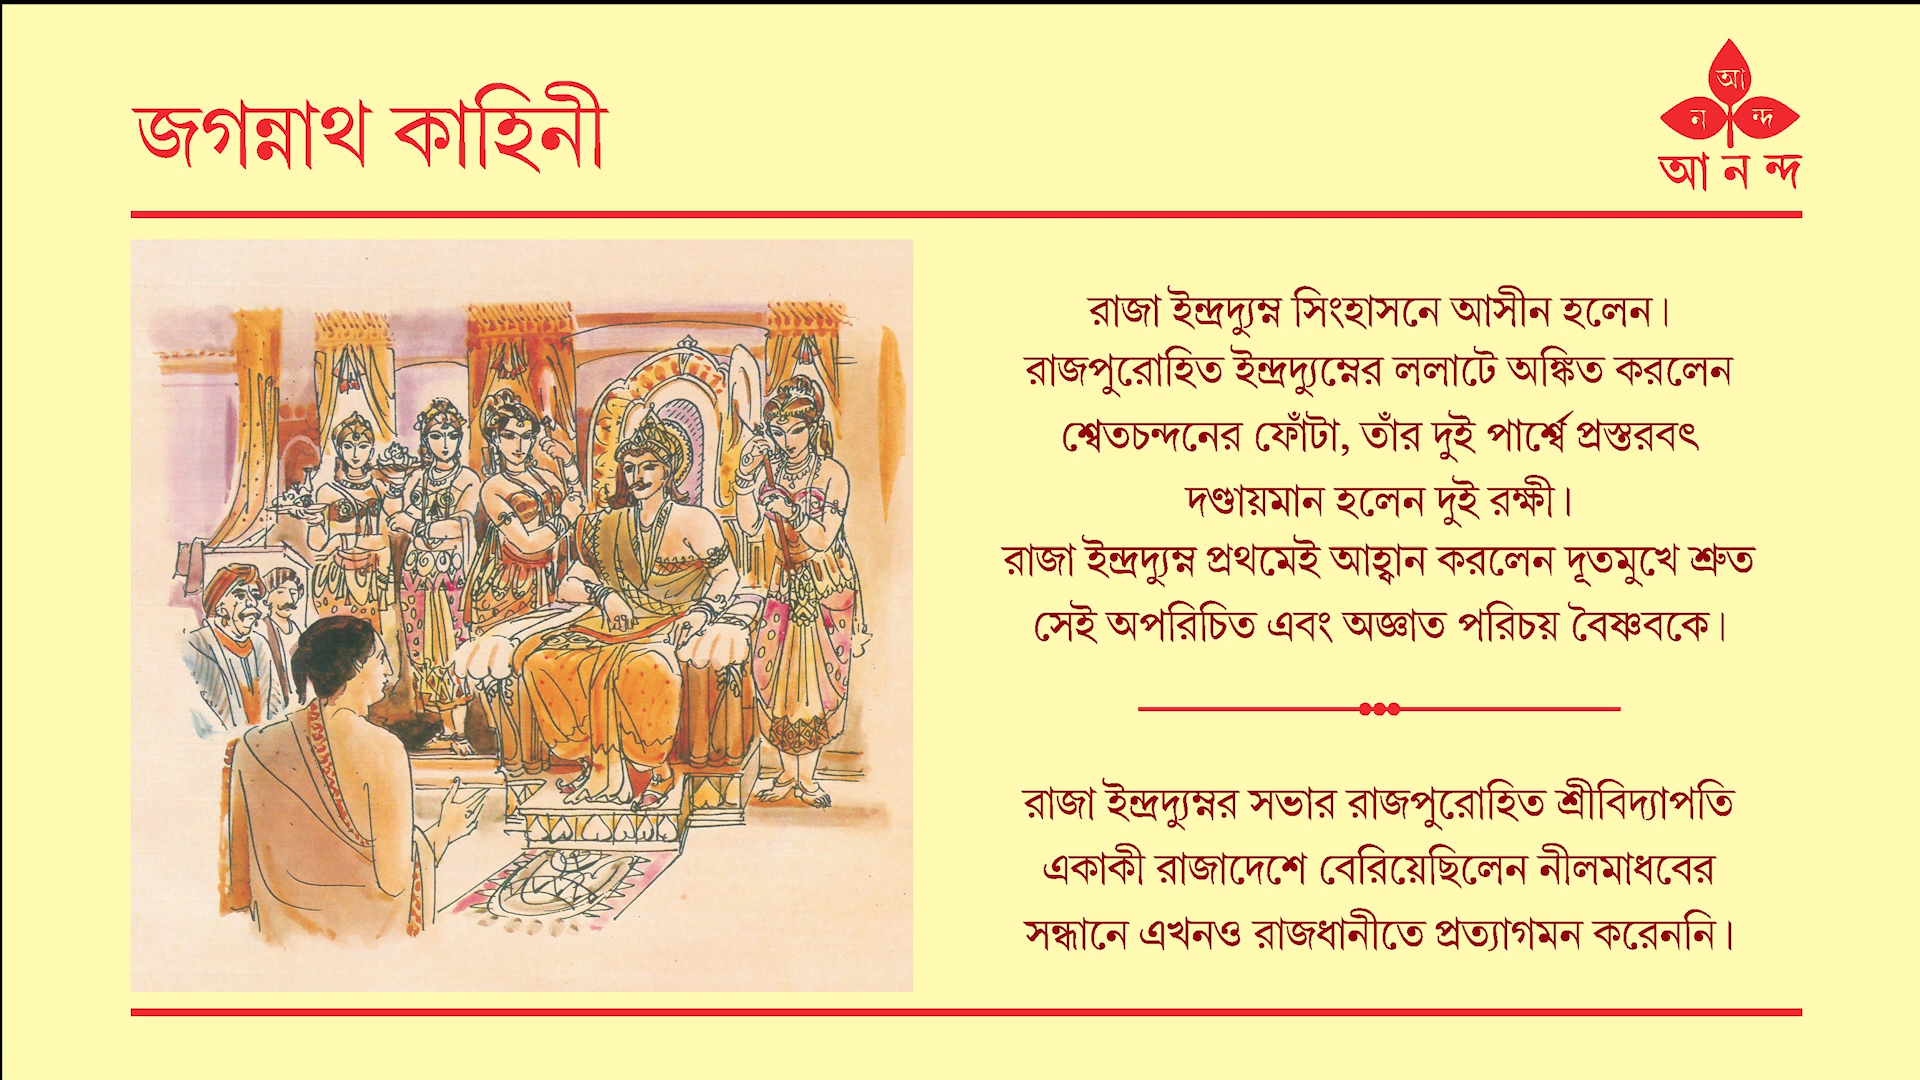 জগন্নাথ কাহিনী
আ
ন ন্দ
আ ন ন্দ
রাজা ইন্দ্রদ্যুম্ন সিংহাসনে আসীন হলেন।
রাজপুরোহিত ইন্দ্রদ্যুম্নের ললাটে অঙ্কিত করলেন
শ্বেতচন্দনের ফোঁটা, তাঁর দুই পার্শ্বে প্রস্তরবৎ
দণ্ডায়মান হলেন দুই রক্ষী।
রাজা ইন্দ্রদ্যুম্ন প্রথমেই আহ্বান করলেন দূতমুখে শ্রুত
সেই অপরিচিত এবং অজ্ঞাত পরিচয় বৈষ্ণবকে।
রাজা ইন্দ্রদ্যুম্নর সভার রাজপুরোহিত শ্রীবিদ্যাপতি
একাকী রাজাদেশে বেরিয়েছিলেন নীলমাধবের
সন্ধানে এখনও রাজধানীতে প্রত্যাগমন করেননি।